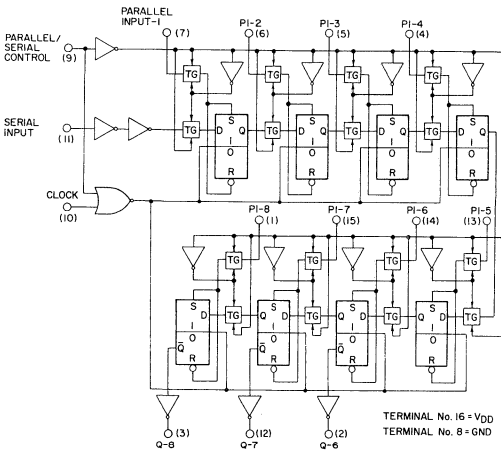 PARALLEL/
SERIAL
CONTROL
(9)
PARALLEL
INPUT-1
(7)
PI-2
(6)
PI-3
(5)
PI-4
(4)
TG
TG
TG
TG
SERIAL
INPUT
(11)
TG
TG
TG
TG
S
D
I
O
R
S
D Q
I
O
R
S
D Q
I
O
R
S
D Q
I
O
R
CLOCK
(10)
PI-8
(1)
PI-7
(15)
PI-6
(14)
PI-5
(13)
TG
TG
TG
TG
S
D
I
Q̅ O
R
TG
S
Q D
I
Q̅ O
R
TG
S
Q D
I
Q̅ O
R
TG
S
Q D
I
O
R
TG
(3)
Q-8
(12)
Q-7
(2)
Q-6
TERMINAL No. 16 = VDD
TERMINAL No. 8 = GND